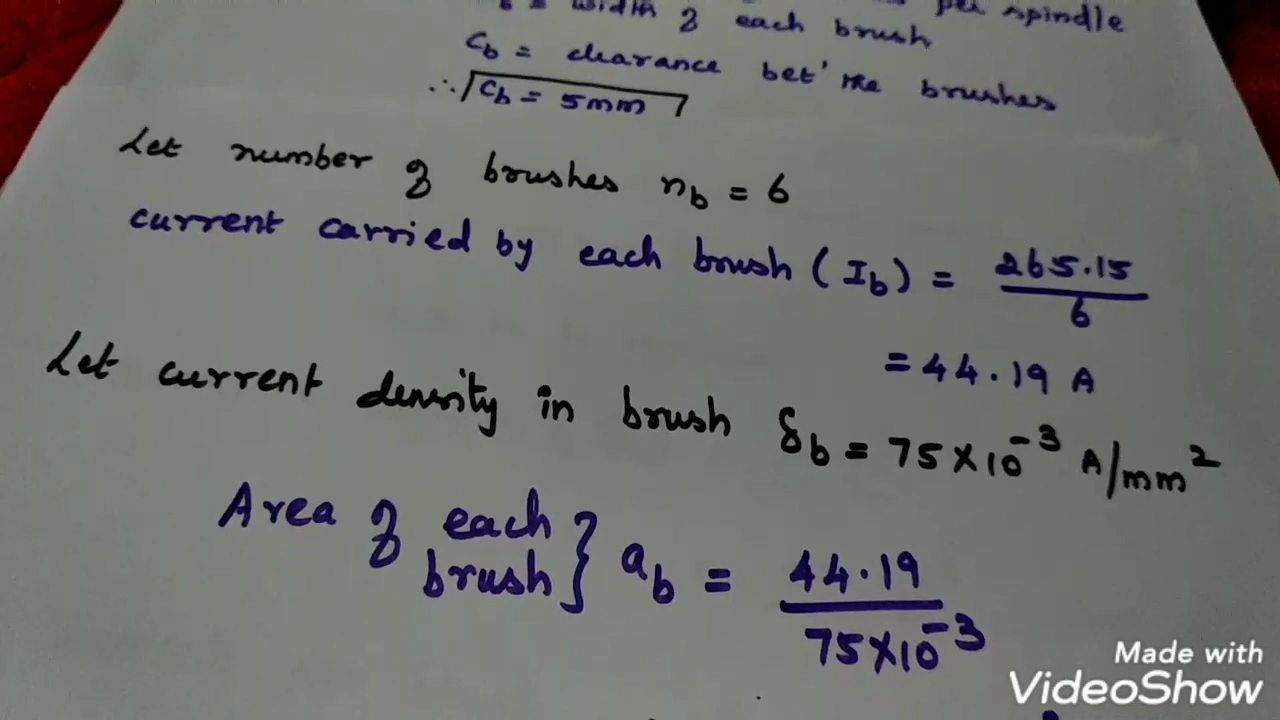 = width of each brush per spindle
Cb = clearance bet' the brushes
∴ Cb = 5mm
Let number of brushes nb = 6
current carried by each brush (Ib) = 265.15 / 6
= 44.19 A
Let current density in brush δb = 75×10⁻³ A/mm²
Area of each brush } ab = 44.19 / 75×10⁻³
Made with
VideoShow